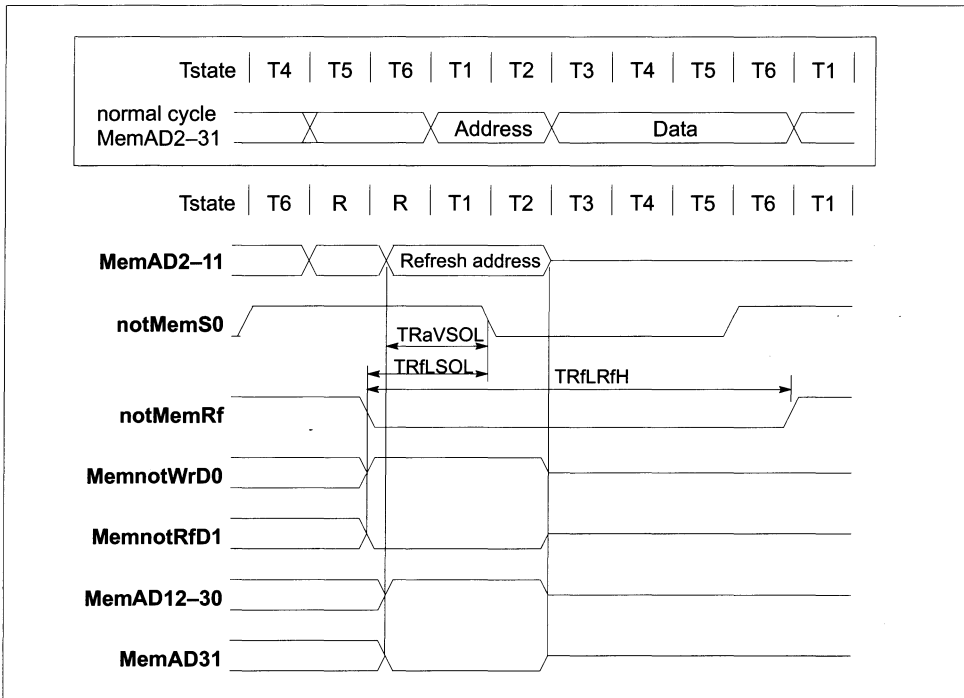 Tstate | T4 | T5 | T6 | T1 | T2 | T3 | T4 | T5 | T6 | T1 |
normal cycle
MemAD2–31
Address
Data
Tstate | T6 | R | R | T1 | T2 | T3 | T4 | T5 | T6 | T1 |
MemAD2–11
Refresh address
notMemS0
TRaVSOL
TRfLSOL
TRfLRfH
notMemRf
MemnotWrD0
MemnotRfD1
MemAD12–30
MemAD31